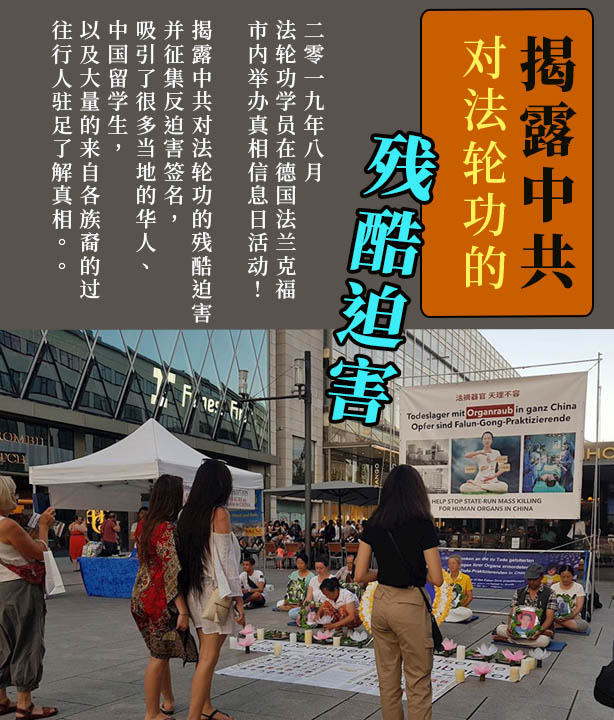 揭露中共
对法轮功的
残酷迫害
二零一九年八月
法轮功学员在德国法兰克福
市内举办真相信息日活动！
揭露中共对法轮功的残酷迫害
并征集反迫害签名，
吸引了很多当地的华人、
中国留学生，
以及大量的来自各族裔的过
往行人驻足了解真相。。
活摘器官 天理不容
Todeslager mit Organraub in ganz China
Opfer sind Falun-Gong-Praktizierende
HELP STOP STATE-RUN MASS KILLING
FOR HUMAN ORGANS IN CHINA